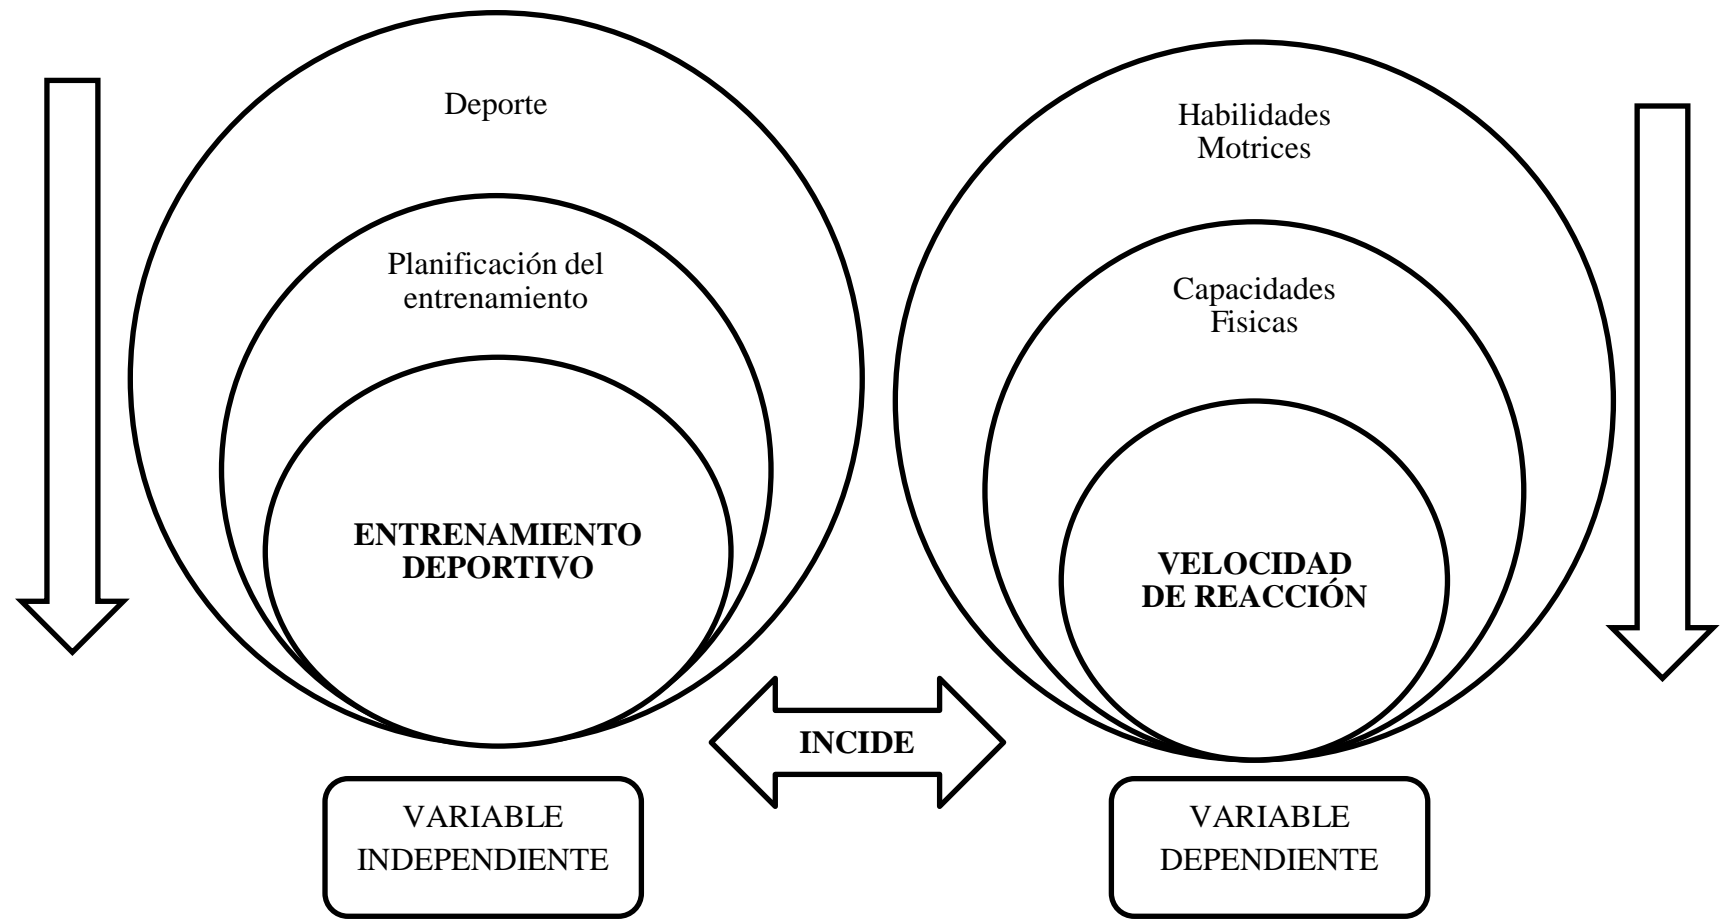 Deporte
Planificación del
entrenamiento
ENTRENAMIENTO
DEPORTIVO
Habilidades
Motrices
Capacidades
Fisicas
VELOCIDAD
DE REACCIÓN
INCIDE
VARIABLE
INDEPENDIENTE
VARIABLE
DEPENDIENTE